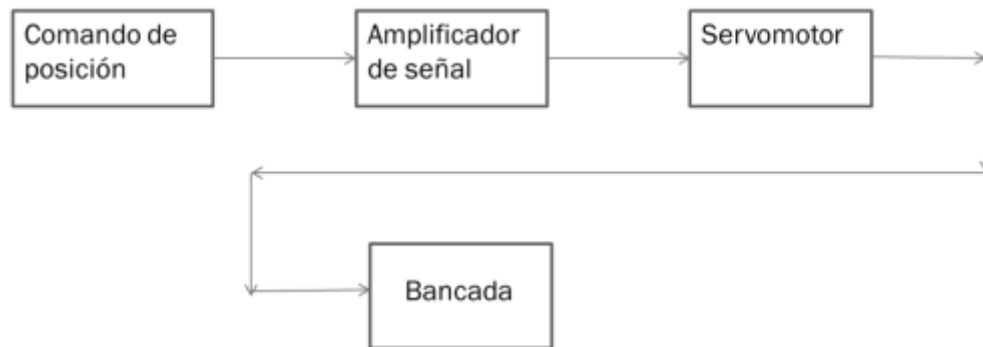 Comando de
posición
Amplificador
de señal
Servomotor
Bancada